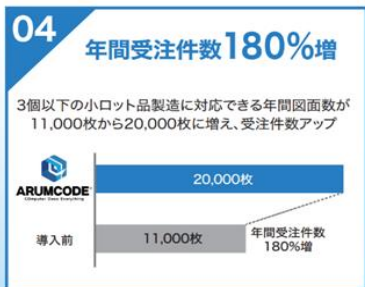 04
年間受注件数180%増
3個以下の小ロット品製造に対応できる年間図面数が
11,000枚から20,000枚に増え、受注件数アップ
ARUMCODE
Computer Does Everything
20,000枚
導入前
11,000枚
年間受注件数
180%増